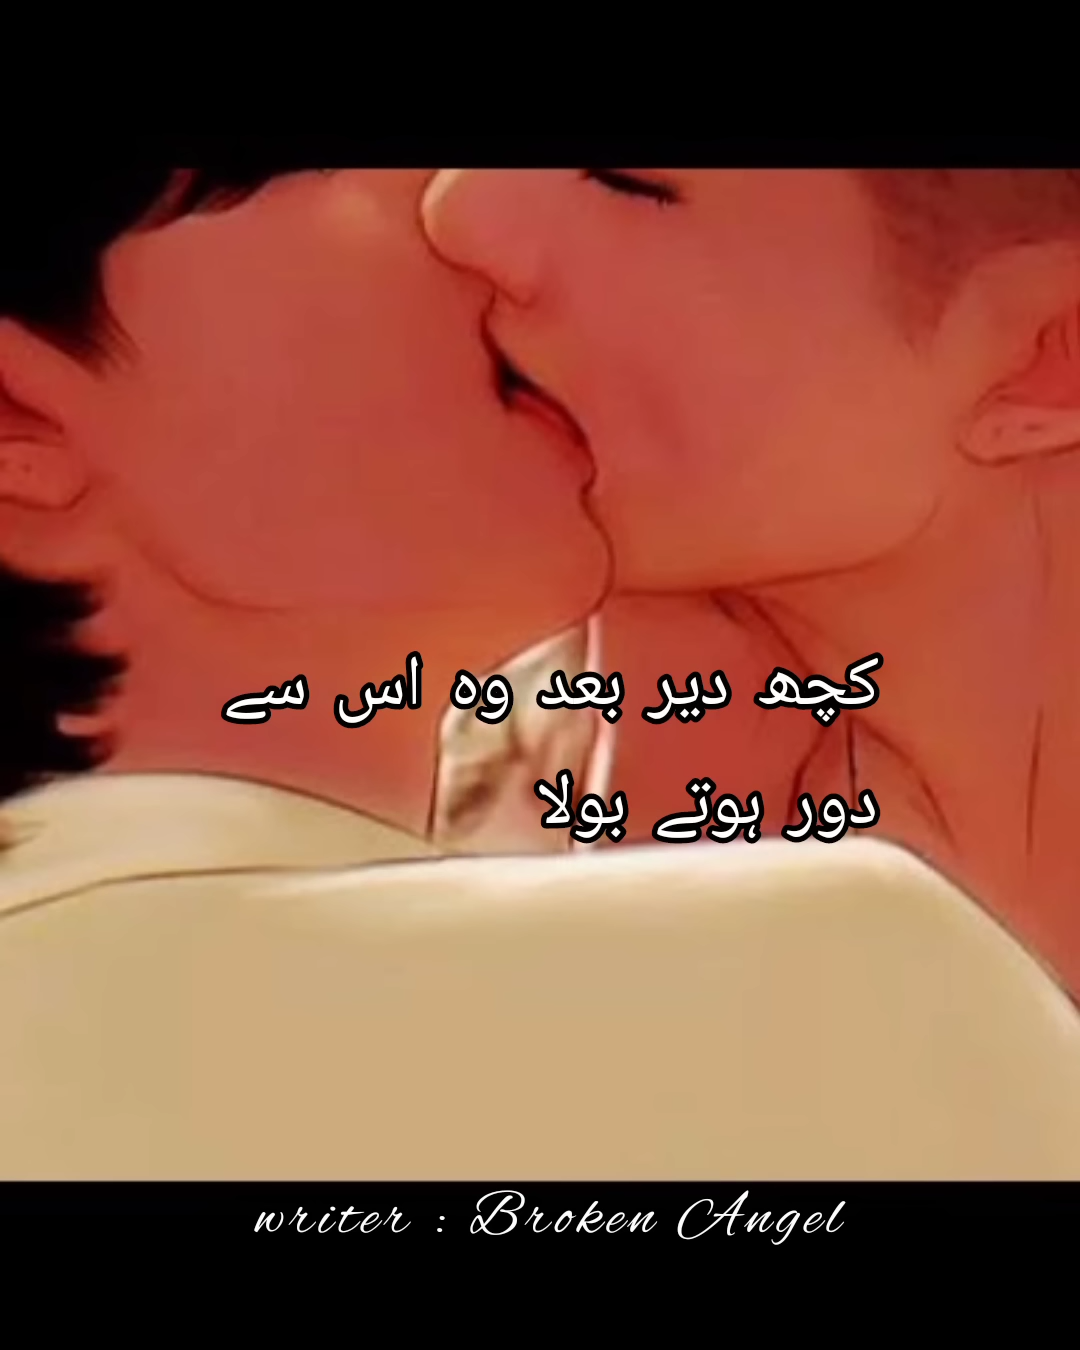 کچھ دیر بعد وہ اس سے
دور ہوتے بولا
writer : Broken Angel